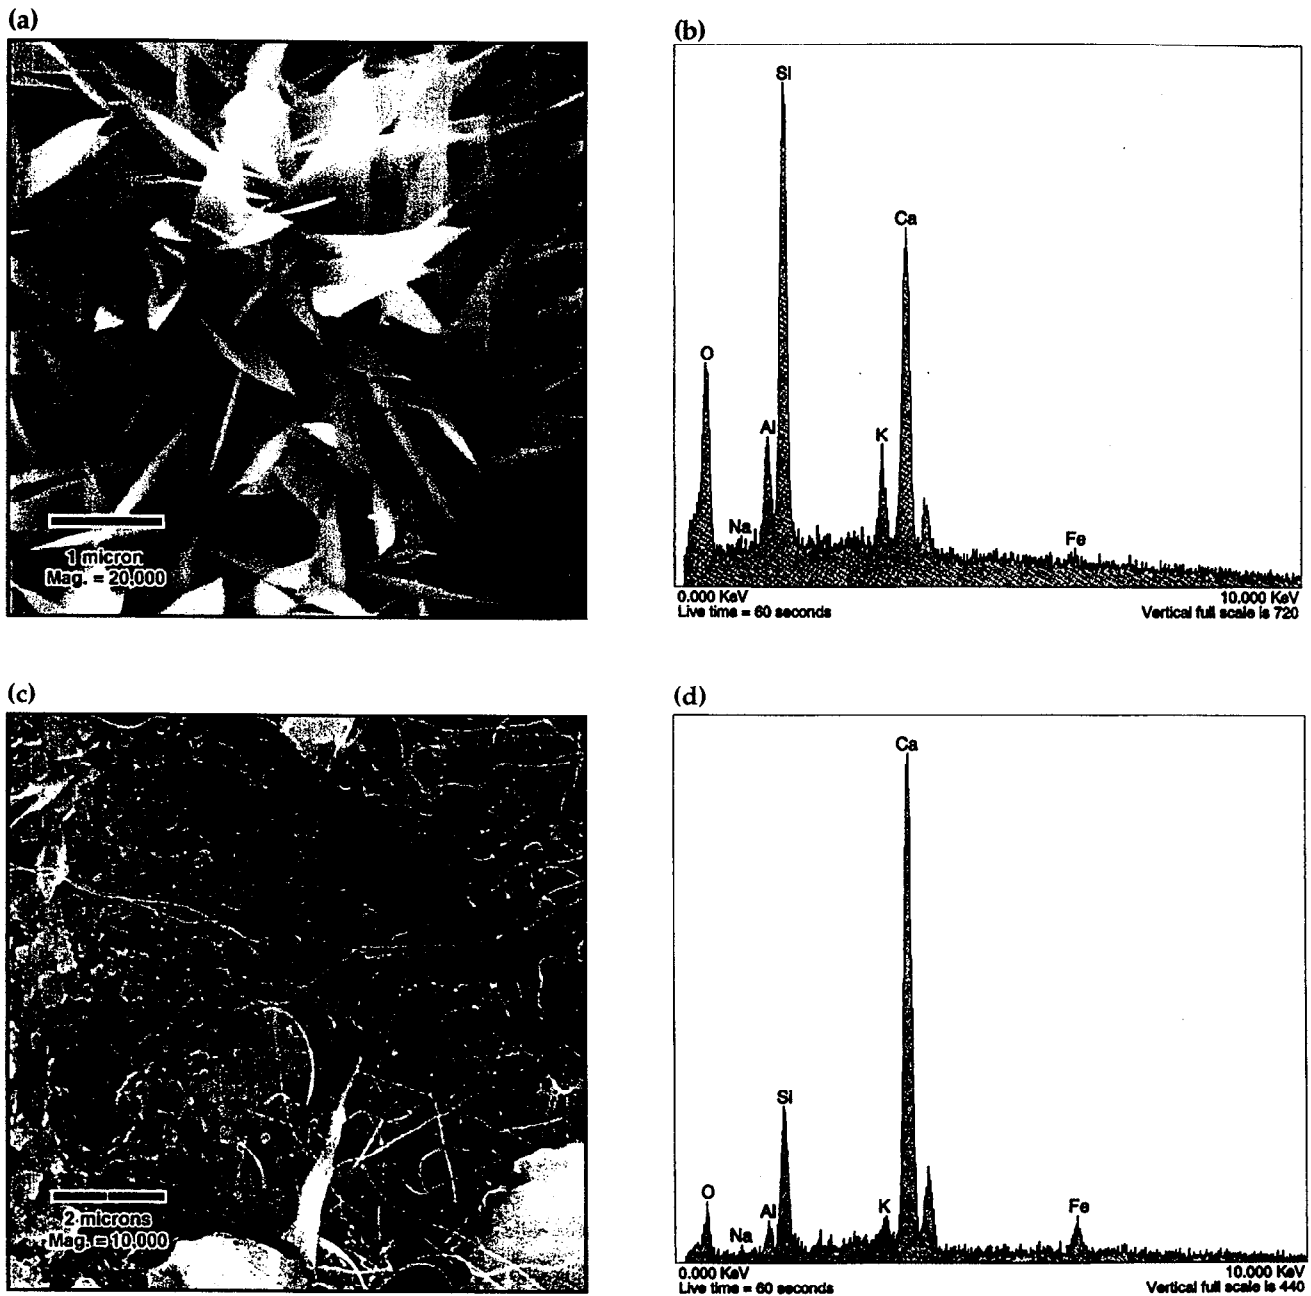 (a)
1 micron
Mag. = 20,000
(b)
Si
Ca
O
Al
K
Na
Fe
0.000 KeV 10.000 KeV
Live time = 60 seconds Vertical full scale is 720
(c)
2 microns
Mag. = 10,000
(d)
Ca
Si
O
Al
K
Fe
Na
0.000 KeV 10.000 KeV
Live time = 60 seconds Vertical full scale is 440